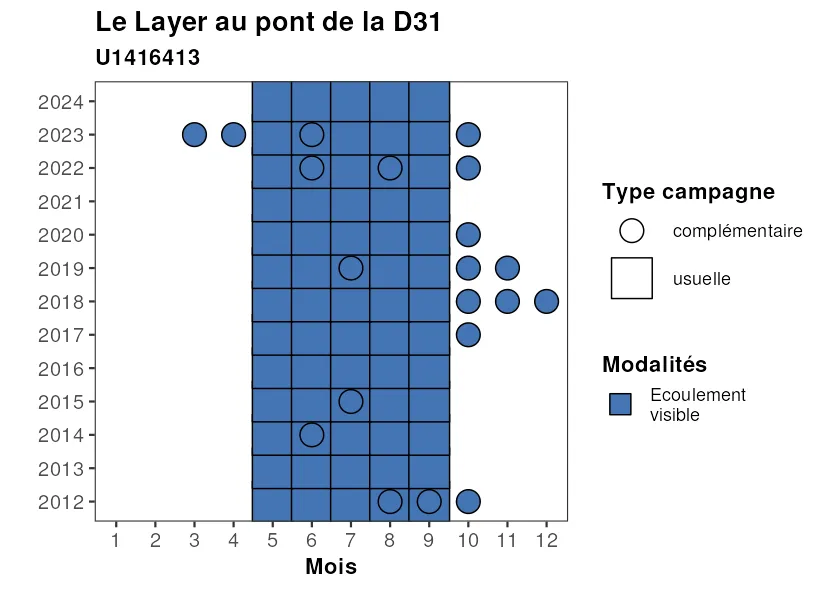 Le Layer au pont de la D31
U1416413
2024
2023
2022
2021
2020
2019
2018
2017
2016
2015
2014
2013
2012
1 2 3 4 5 6 7 8 9 10 11 12
Mois
Type campagne
complémentaire
usuelle
Modalités
Ecoulement
visible